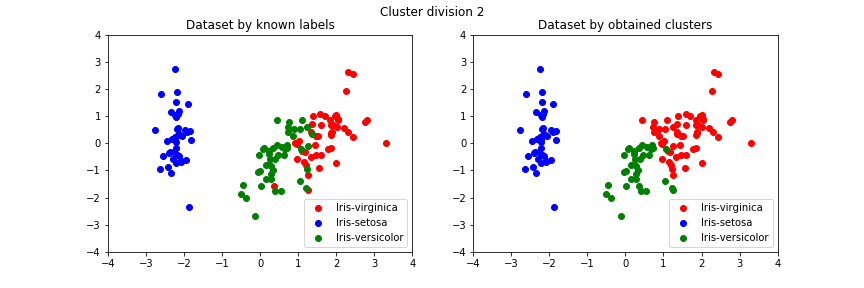 Cluster division 2
Dataset by known labels
4
3
2
1
0
−1
−2
−3
−4
−4 −3 −2 −1 0 1 2 3 4
Iris-virginica
Iris-setosa
Iris-versicolor
Dataset by obtained clusters
4
3
2
1
0
−1
−2
−3
−4
−4 −3 −2 −1 0 1 2 3 4
Iris-virginica
Iris-setosa
Iris-versicolor